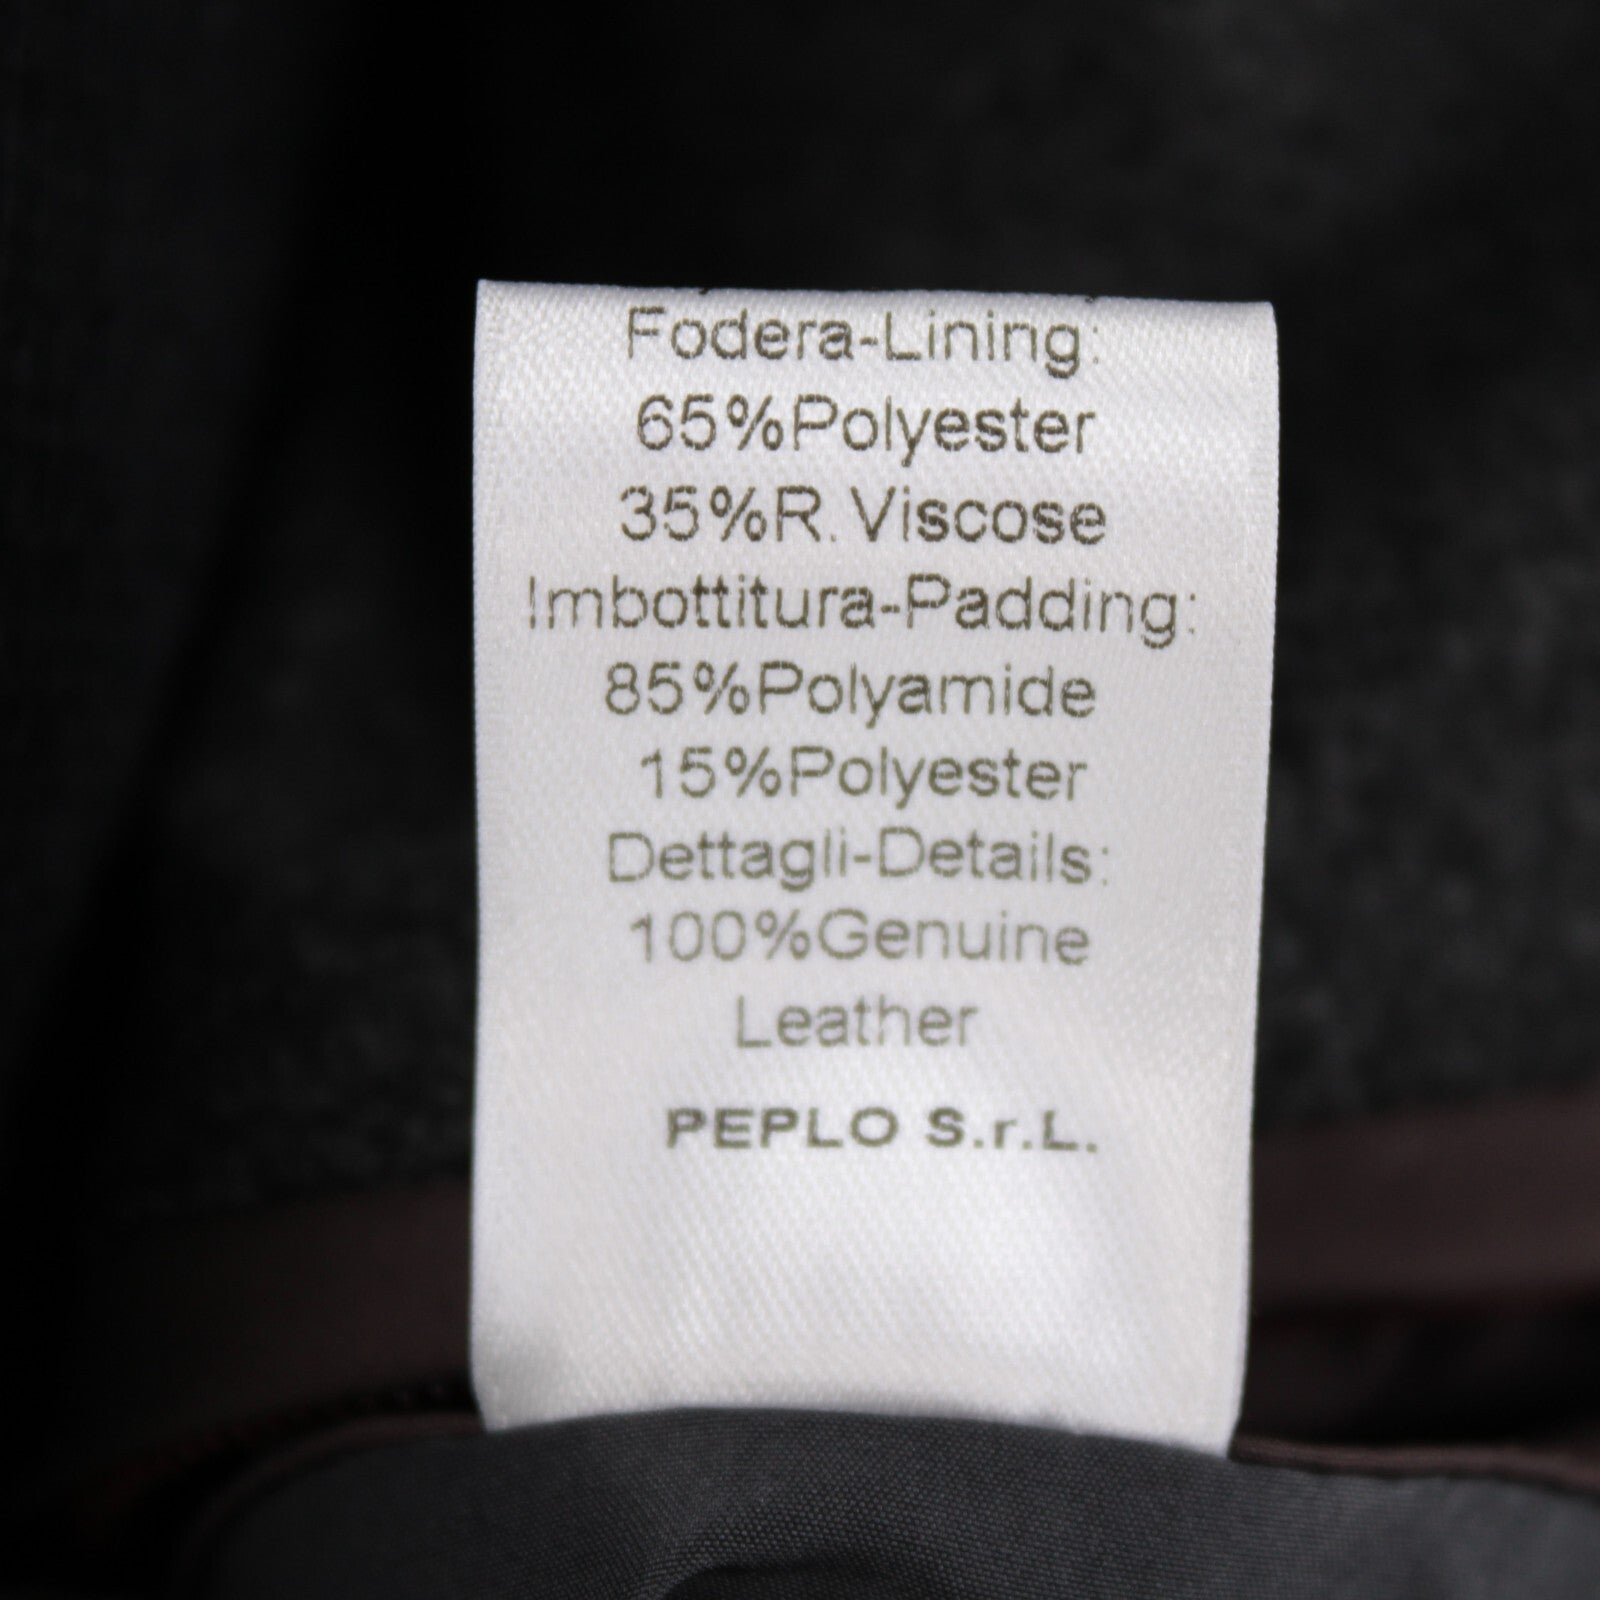 Fodera-Lining:
65%Polyester
35%R.Viscose
Imbottitura-Padding:
85%Polyamide
15%Polyester
Dettagli-Details:
100%Genuine
Leather
PEPLO S.r.L.